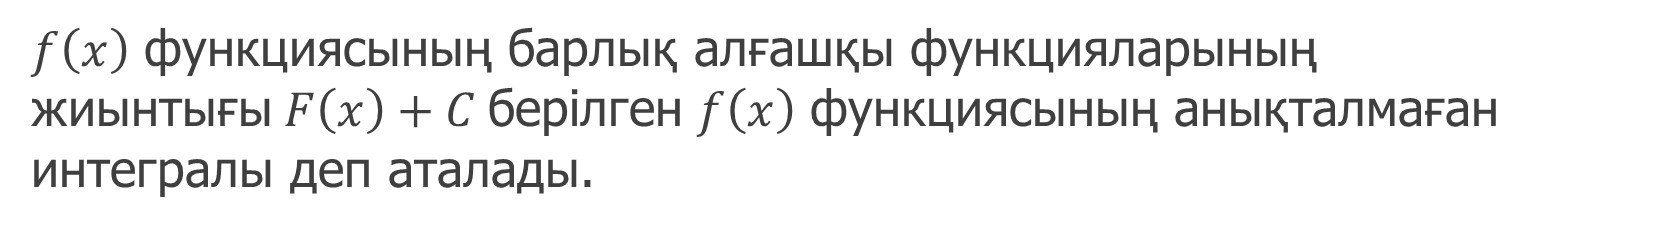 f(x) функциясының барлық алғашқы функцияларының
жиынтығы F(x) + C берілген f(x) функциясының анықталмаған
интегралы деп аталады.